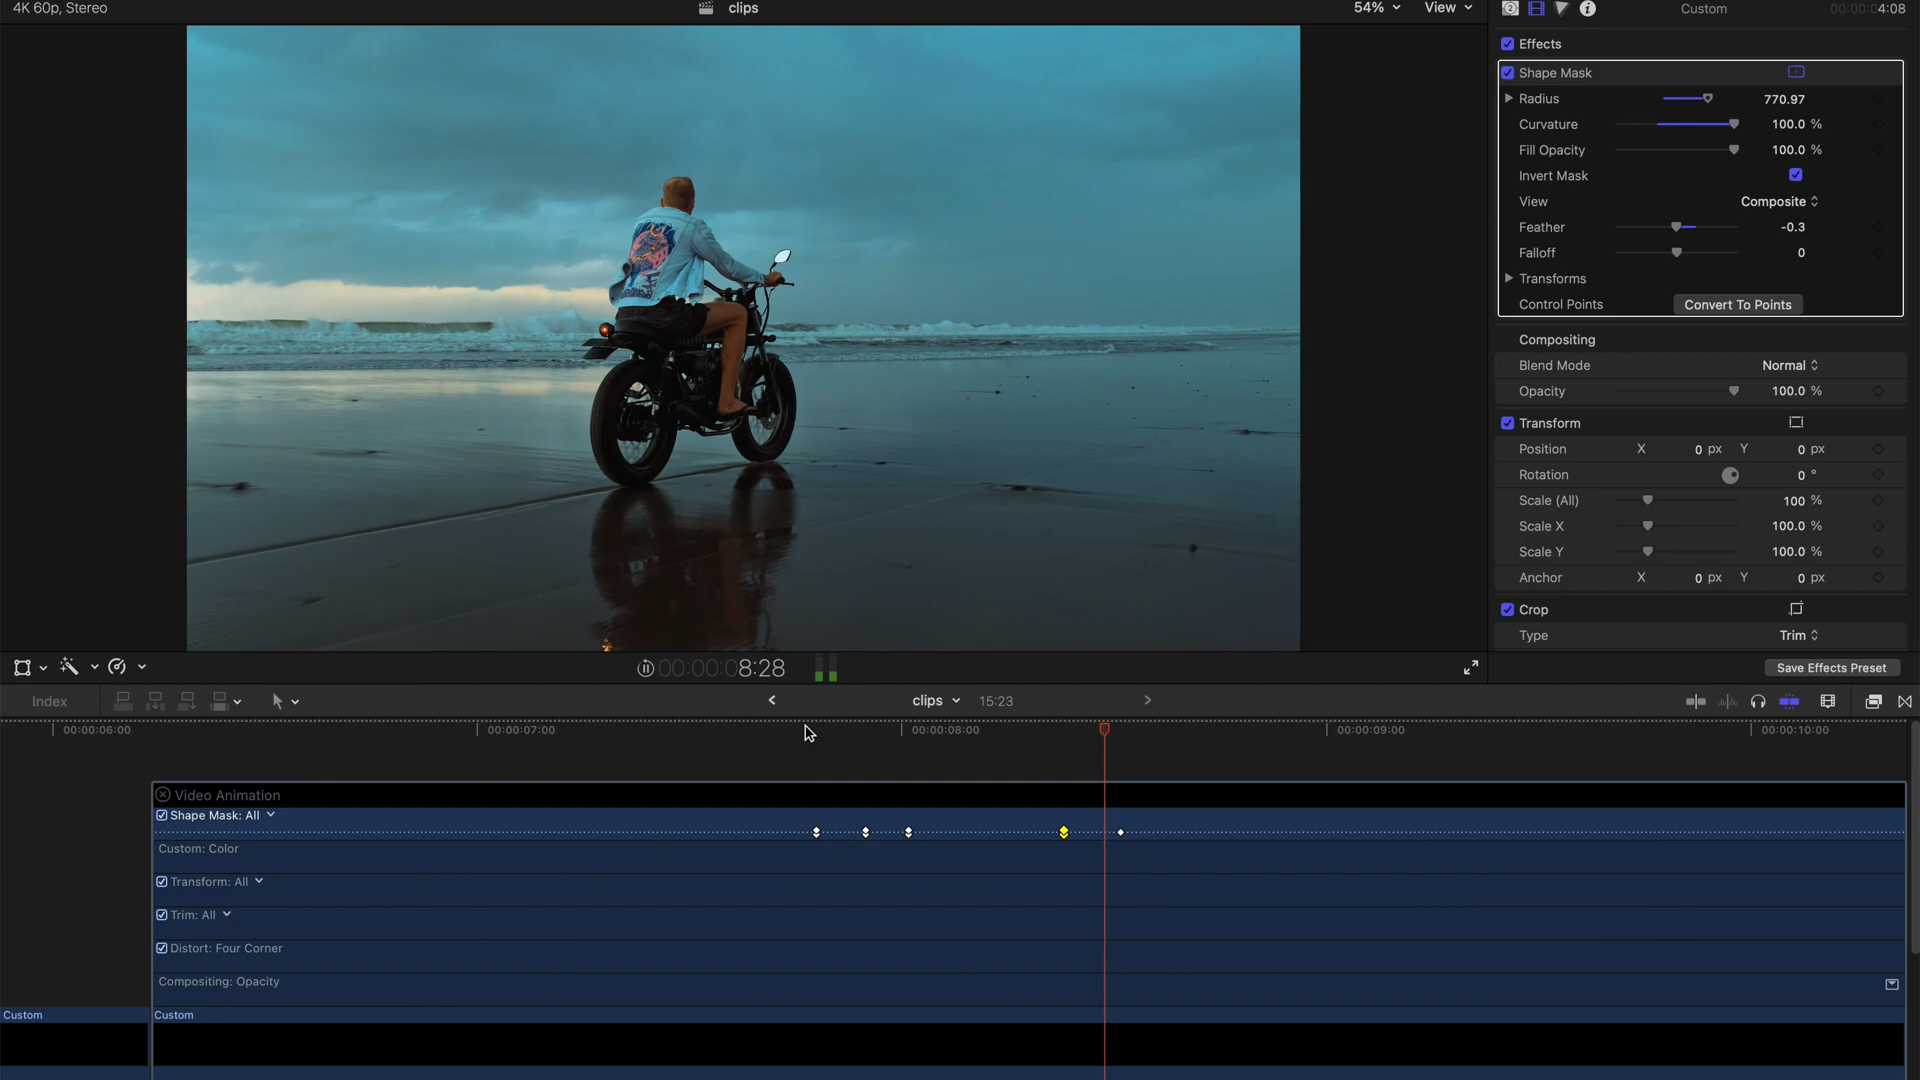 4K 60p, Stereo
clips
54%
View
Custom
00:00:04:08
Effects
Shape Mask
Radius 770.97
Curvature 100.0 %
Fill Opacity 100.0 %
Invert Mask
View Composite
Feather -0.3
Falloff 0
Transforms
Control Points Convert To Points
Compositing
Blend Mode Normal
Opacity 100.0 %
Transform
Position X 0 px Y 0 px
Rotation 0 °
Scale (All) 100 %
Scale X 100.0 %
Scale Y 100.0 %
Anchor X 0 px Y 0 px
Crop
Type Trim
00:00:08:28
Save Effects Preset
Index
clips 15:23
00:00:06:00 00:00:07:00 00:00:08:00 00:00:09:00 00:00:10:00
Video Animation
Shape Mask: All
Custom: Color
Transform: All
Trim: All
Distort: Four Corner
Compositing: Opacity
Custom Custom